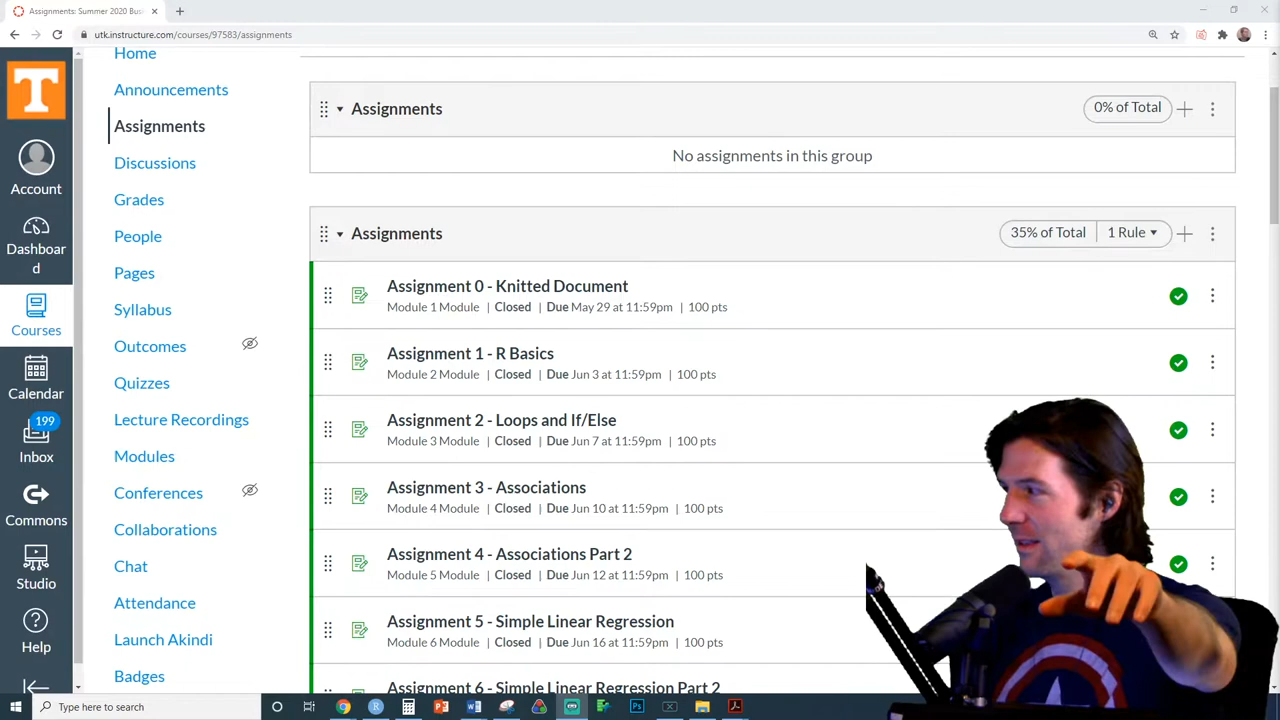 Assignments: Summer 2020 Bus
utk.instructure.com/courses/97583/assignments
T
Account
Dashboar
d
Courses
Calendar
199
Inbox
Commons
Studio
Help
Home
Announcements
Assignments
Discussions
Grades
People
Pages
Syllabus
Outcomes
Quizzes
Lecture Recordings
Modules
Conferences
Collaborations
Chat
Attendance
Launch Akindi
Badges
Assignments
0% of Total
No assignments in this group
Assignments
35% of Total
1 Rule
Assignment 0 - Knitted Document
Module 1 Module | Closed | Due May 29 at 11:59pm | 100 pts
Assignment 1 - R Basics
Module 2 Module | Closed | Due Jun 3 at 11:59pm | 100 pts
Assignment 2 - Loops and If/Else
Module 3 Module | Closed | Due Jun 7 at 11:59pm | 100 pts
Assignment 3 - Associations
Module 4 Module | Closed | Due Jun 10 at 11:59pm | 100 pts
Assignment 4 - Associations Part 2
Module 5 Module | Closed | Due Jun 12 at 11:59pm | 100 pts
Assignment 5 - Simple Linear Regression
Module 6 Module | Closed | Due Jun 16 at 11:59pm | 100 pts
Assignment 6 - Simple Linear Regression Part 2
Type here to search